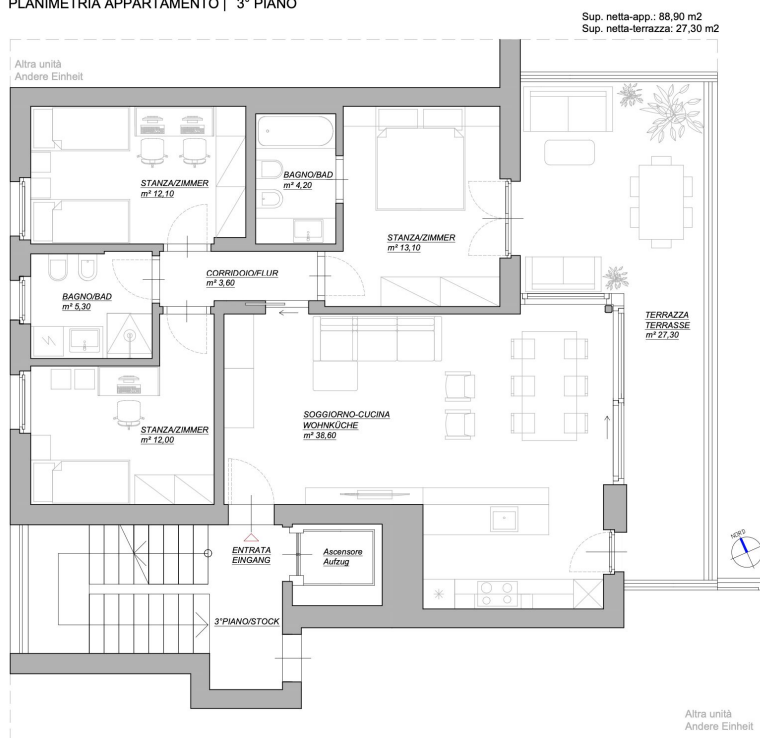 PLANIMETRIA APPARTAMENTO | 3° PIANO
Sup. netta-app.: 88,90 m2
Sup. netta-terrazza: 27,30 m2
Altra unità
Andere Einheit
STANZA/ZIMMER
m² 12,10
BAGNO/BAD
m² 4,20
STANZA/ZIMMER
m² 13,10
CORRIDOIO/FLUR
m² 3,60
BAGNO/BAD
m² 5,30
TERRAZZA
TERRASSE
m² 27,30
SOGGIORNO-CUCINA
WOHNKÜCHE
m² 38,60
STANZA/ZIMMER
m² 12,00
NORD
ENTRATA
EINGANG
Ascensore
Aufzug
3°PIANO/STOCK
Altra unità
Andere Einheit